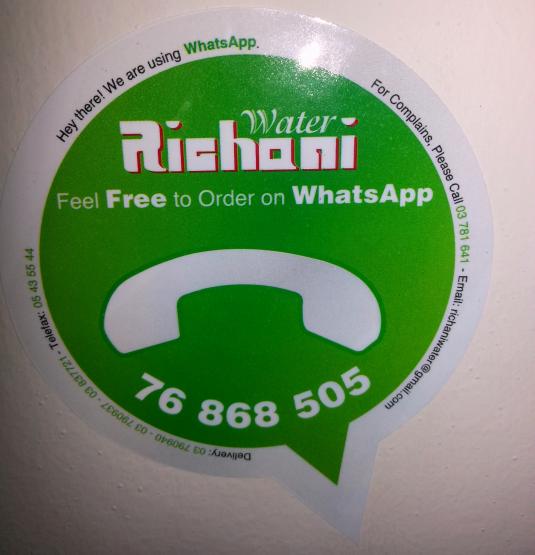 Hey there! We are using WhatsApp.
For Complains, Please Call 03 781 641 - Email: richaniwater@gmail.com
Water
Richani
Feel Free to Order on WhatsApp
76 868 505
Delivery: 03 790940 - 03 790937 - 03 837721 - Telefax: 05 43 55 44